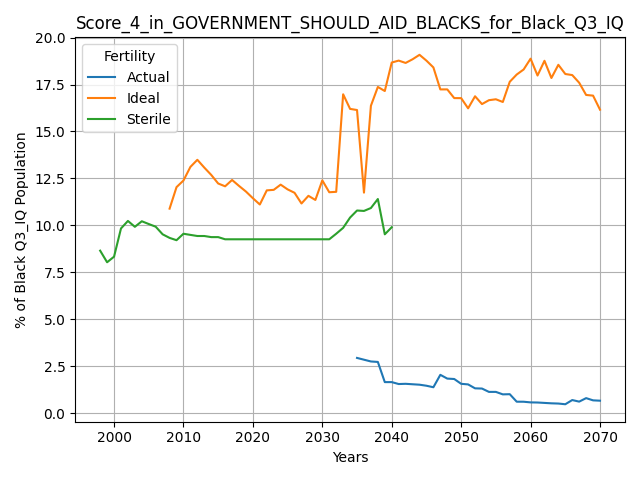 Score_4_in_GOVERNMENT_SHOULD_AID_BLACKS_for_Black_Q3_IQ
Fertility
Actual
Ideal
Sterile
% of Black Q3_IQ Population
20.0
17.5
15.0
12.5
10.0
7.5
5.0
2.5
0.0
2000 2010 2020 2030 2040 2050 2060 2070
Years